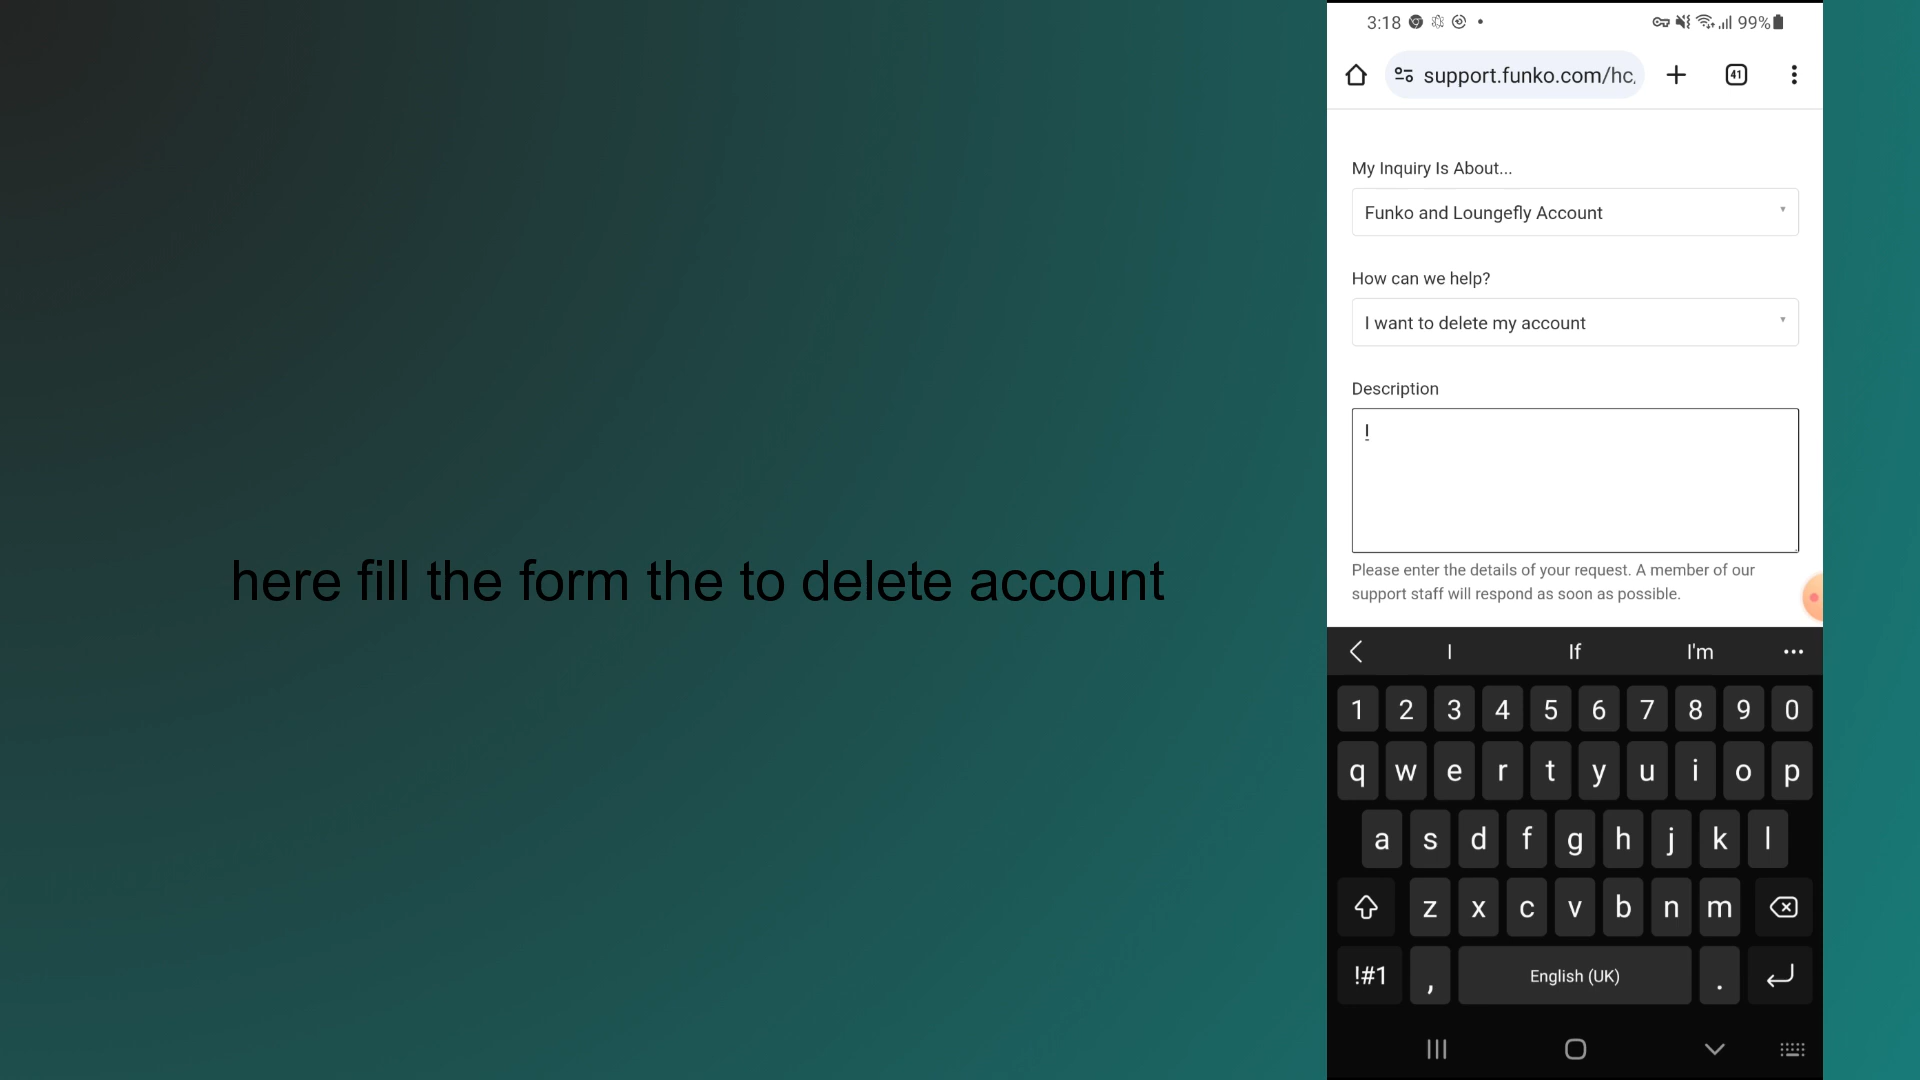 3:18
99%
support.funko.com/hc
41
My Inquiry Is About...
Funko and Loungefly Account
How can we help?
I want to delete my account
Description
I
Please enter the details of your request. A member of our
support staff will respond as soon as possible.
here fill the form the to delete account
I If I'm
1 2 3 4 5 6 7 8 9 0
q w e r t y u i o p
a s d f g h j k l
z x c v b n m
!#1 , English (UK) .